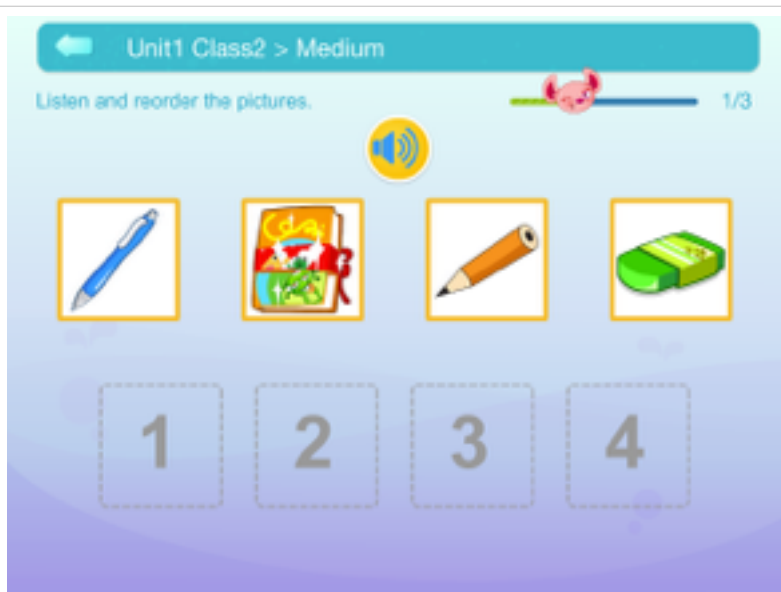 Unit1 Class2 > Medium
Listen and reorder the pictures.
1/3
1 2 3 4